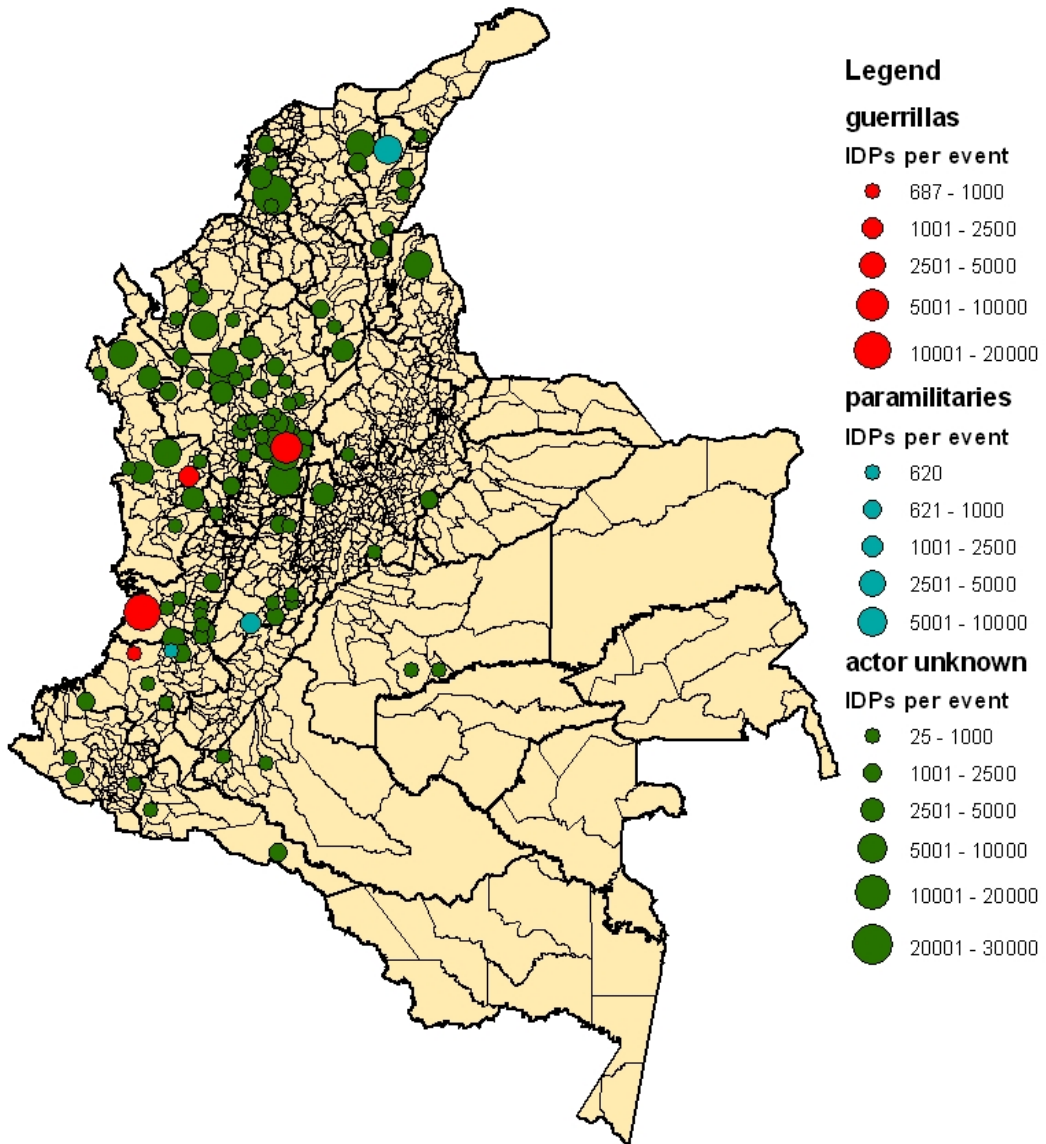 Legend
guerrillas
IDPs per event
687 - 1000
1001 - 2500
2501 - 5000
5001 - 10000
10001 - 20000
paramilitaries
IDPs per event
620
621 - 1000
1001 - 2500
2501 - 5000
5001 - 10000
actor unknown
IDPs per event
25 - 1000
1001 - 2500
2501 - 5000
5001 - 10000
10001 - 20000
20001 - 30000